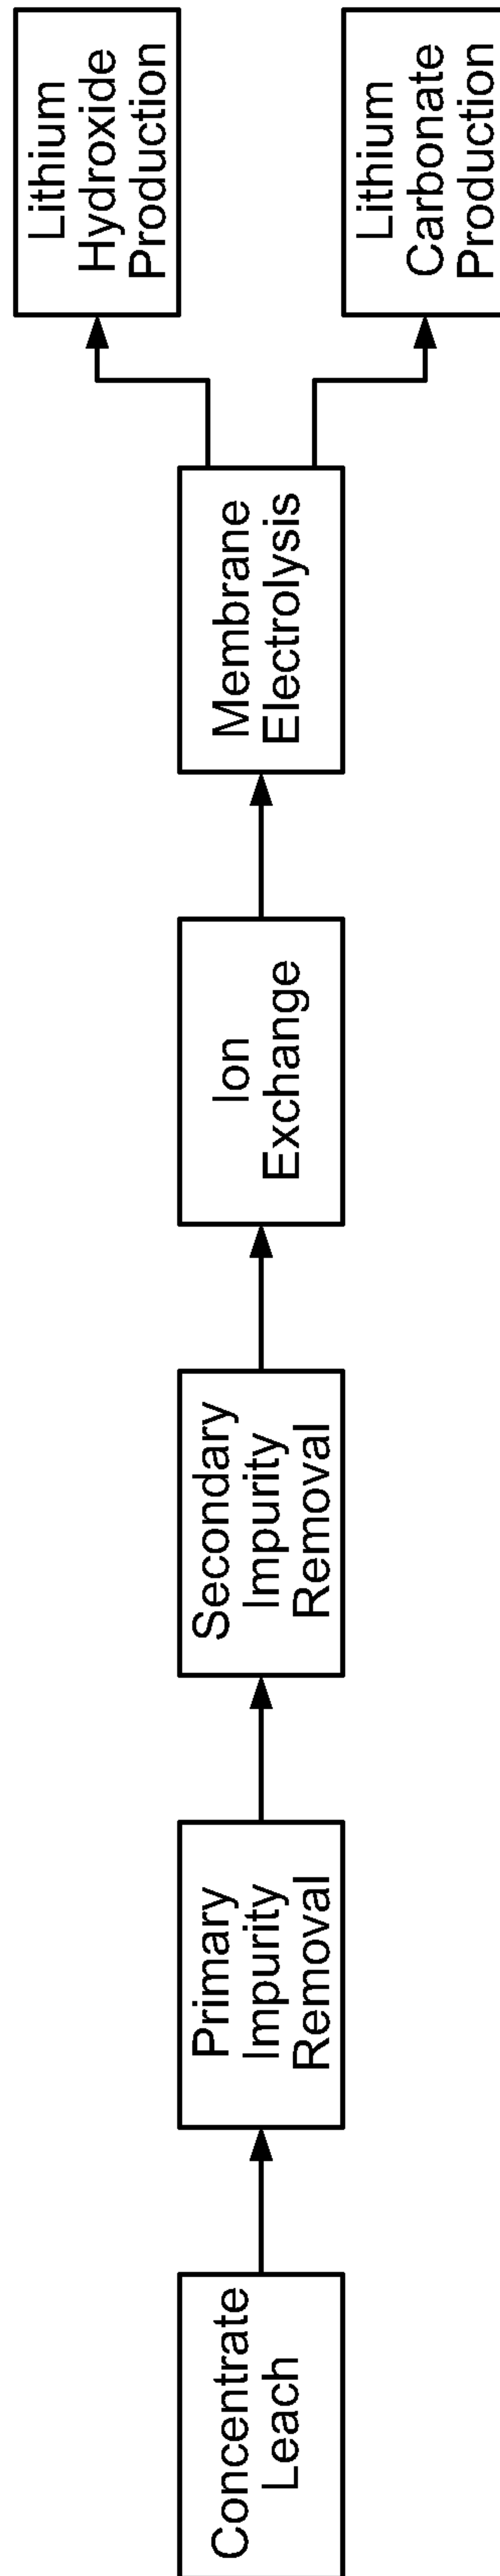 Concentrate
Leach
Primary
Impurity
Removal
Secondary
Impurity
Removal
Ion
Exchange
Membrane
Electrolysis
Lithium
Hydroxide
Production
Lithium
Carbonate
Production